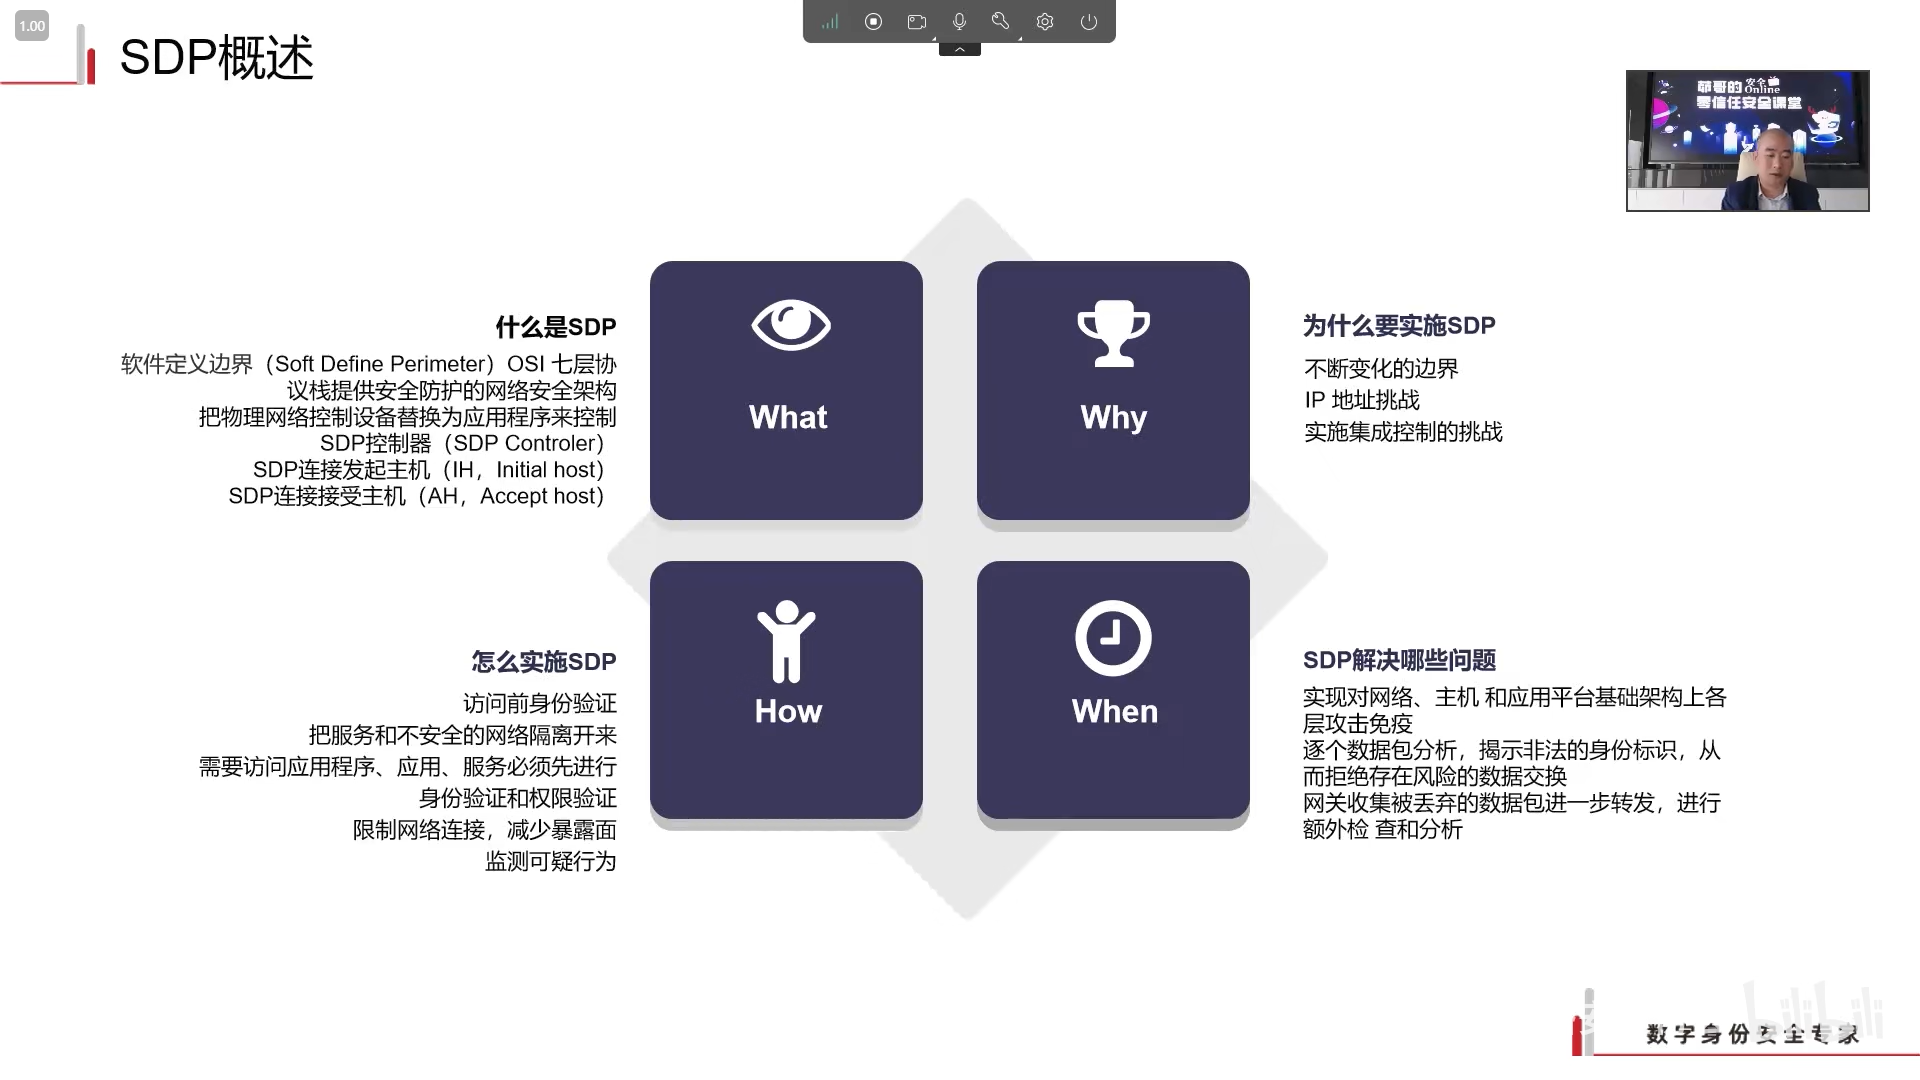 1.00
SDP概述
萌哥的安全Online
零信任安全课堂
什么是SDP
软件定义边界（Soft Define Perimeter）OSI 七层协
议栈提供安全防护的网络安全架构
把物理网络控制设备替换为应用程序来控制
SDP控制器（SDP Controler）
SDP连接发起主机（IH，Initial host）
SDP连接接受主机（AH，Accept host）
What
Why
为什么要实施SDP
不断变化的边界
IP 地址挑战
实施集成控制的挑战
怎么实施SDP
访问前身份验证
把服务和不安全的网络隔离开来
需要访问应用程序、应用、服务必须先进行
身份验证和权限验证
限制网络连接，减少暴露面
监测可疑行为
How
When
SDP解决哪些问题
实现对网络、主机 和应用平台基础架构上各
层攻击免疫
逐个数据包分析，揭示非法的身份标识，从
而拒绝存在风险的数据交换
网关收集被丢弃的数据包进一步转发，进行
额外检 查和分析
bilibili
数字身份安全专家